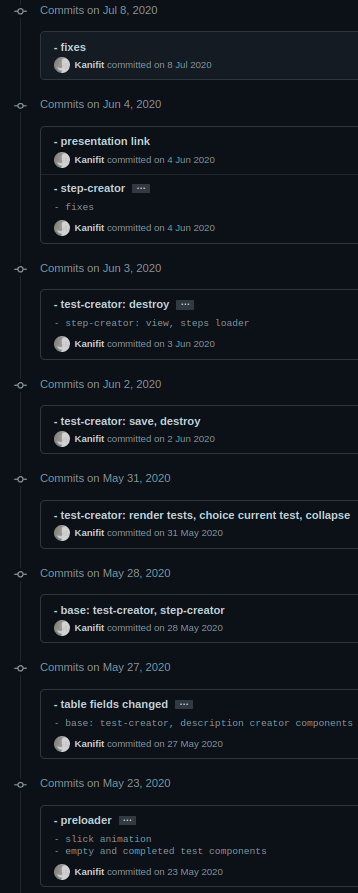 Commits on Jul 8, 2020
- fixes
Kanifit committed on 8 Jul 2020
Commits on Jun 4, 2020
- presentation link
Kanifit committed on 4 Jun 2020
- step-creator ...
- fixes
Kanifit committed on 4 Jun 2020
Commits on Jun 3, 2020
- test-creator: destroy ...
- step-creator: view, steps loader
Kanifit committed on 3 Jun 2020
Commits on Jun 2, 2020
- test-creator: save, destroy
Kanifit committed on 2 Jun 2020
Commits on May 31, 2020
- test-creator: render tests, choice current test, collapse
Kanifit committed on 31 May 2020
Commits on May 28, 2020
- base: test-creator, step-creator
Kanifit committed on 28 May 2020
Commits on May 27, 2020
- table fields changed ...
- base: test-creator, description creator components
Kanifit committed on 27 May 2020
Commits on May 23, 2020
- preloader ...
- slick animation
- empty and completed test components
Kanifit committed on 23 May 2020